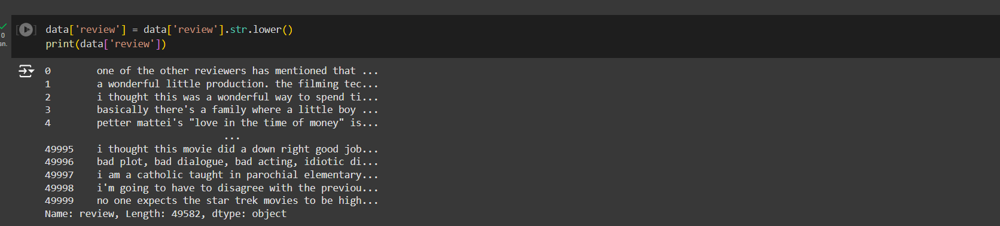 [ ] data['review'] = data['review'].str.lower()
0
sn.
print(data['review'])
0 one of the other reviewers has mentioned that ...
1 a wonderful little production. the filming tec...
2 i thought this was a wonderful way to spend ti...
3 basically there's a family where a little boy ...
4 petter mattei's "love in the time of money" is...
...
49995 i thought this movie did a down right good job...
49996 bad plot, bad dialogue, bad acting, idiotic di...
49997 i am a catholic taught in parochial elementary...
49998 i'm going to have to disagree with the previou...
49999 no one expects the star trek movies to be high...
Name: review, Length: 49582, dtype: object